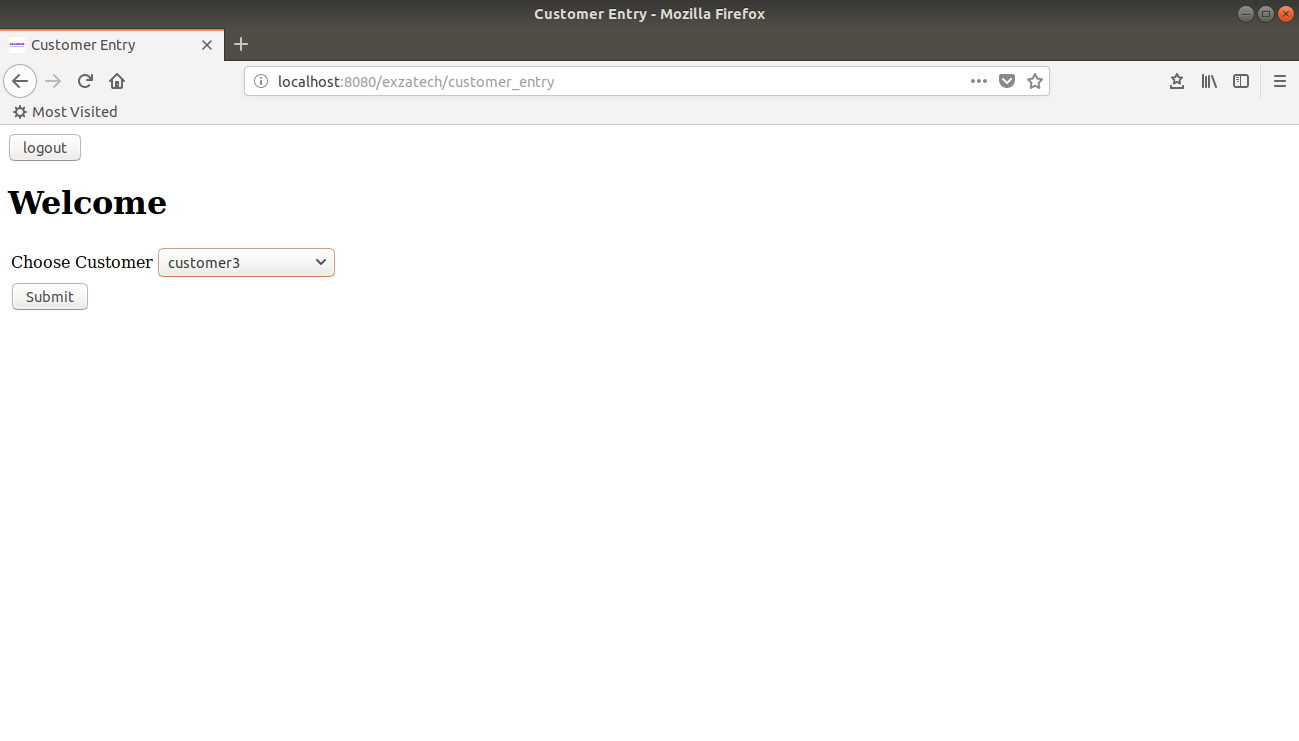 Customer Entry - Mozilla Firefox
Customer Entry
localhost:8080/exzatech/customer_entry
Most Visited
logout
Welcome
Choose Customer customer3
Submit